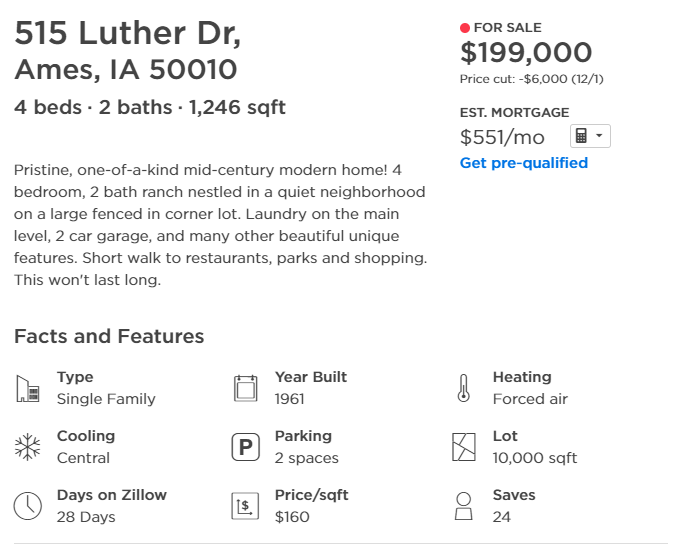 515 Luther Dr,
Ames, IA 50010
4 beds · 2 baths · 1,246 sqft
FOR SALE
$199,000
Price cut: -$6,000 (12/1)
EST. MORTGAGE
$551/mo
Get pre-qualified
Pristine, one-of-a-kind mid-century modern home! 4
bedroom, 2 bath ranch nestled in a quiet neighborhood
on a large fenced in corner lot. Laundry on the main
level, 2 car garage, and many other beautiful unique
features. Short walk to restaurants, parks and shopping.
This won't last long.
Facts and Features
Type
Single Family
Year Built
1961
Heating
Forced air
Cooling
Central
P
Parking
2 spaces
Lot
10,000 sqft
Days on Zillow
28 Days
$
Price/sqft
$160
Saves
24